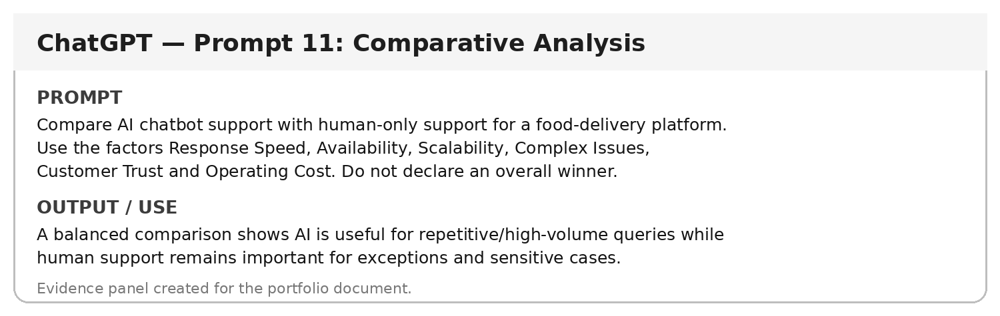 ChatGPT — Prompt 11: Comparative Analysis
PROMPT
Compare AI chatbot support with human-only support for a food-delivery platform.
Use the factors Response Speed, Availability, Scalability, Complex Issues,
Customer Trust and Operating Cost. Do not declare an overall winner.
OUTPUT / USE
A balanced comparison shows AI is useful for repetitive/high-volume queries while
human support remains important for exceptions and sensitive cases.
Evidence panel created for the portfolio document.